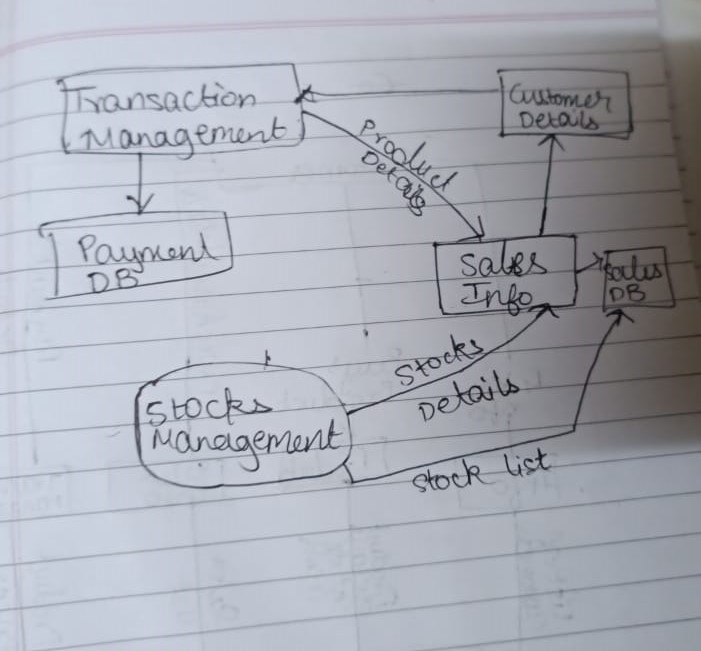 Transaction
Management
Customer
Details
Product
Details
Payment
DB
Sales
Info
Sales
DB
Stocks
Details
Stocks
Management
Stock list